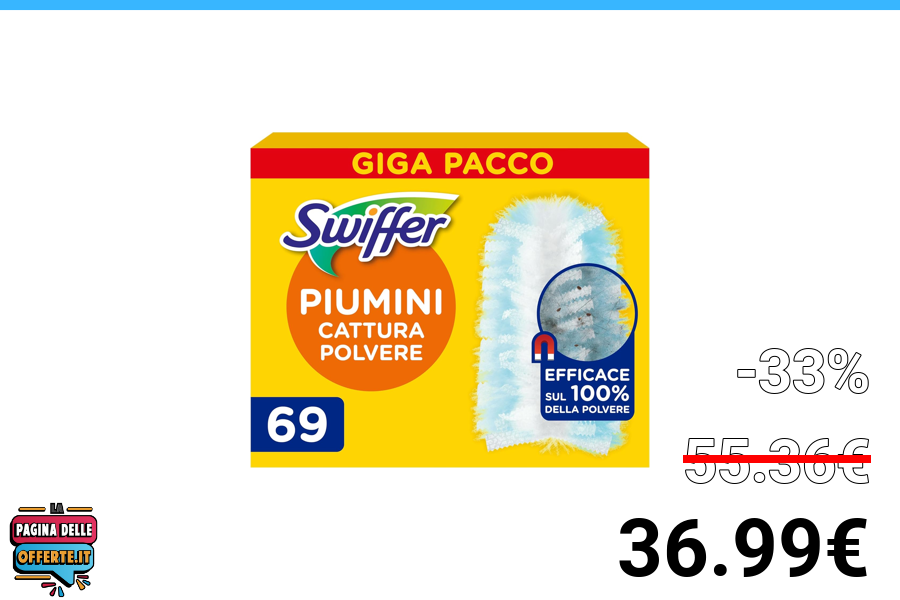 GIGA PACCO
Swiffer
PIUMINI
CATTURA
POLVERE
EFFICACE
SUL 100%
DELLA POLVERE
69
-33%
55.36€
36.99€
LA
PAGINA DELLE
OFFERTE.IT